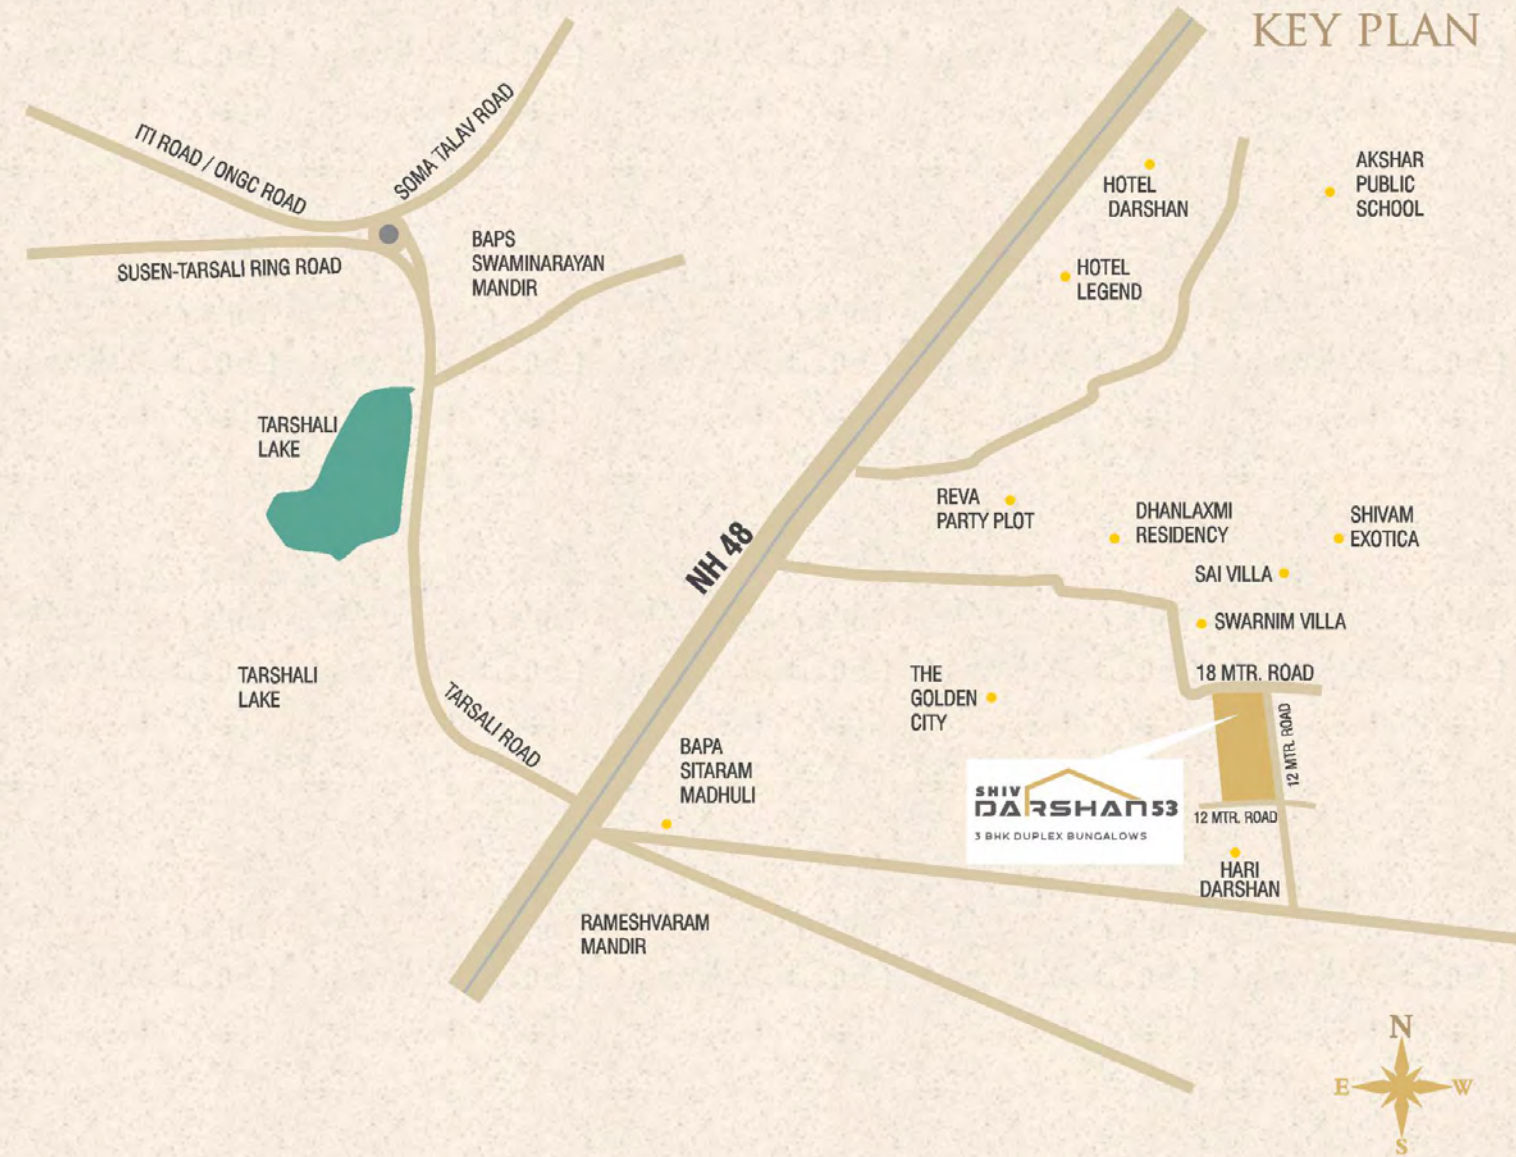 KEY PLAN
ITI ROAD / ONGC ROAD
SOMA TALAV ROAD
SUSEN-TARSALI RING ROAD
BAPS
SWAMINARAYAN
MANDIR
HOTEL
DARSHAN
AKSHAR
PUBLIC
SCHOOL
HOTEL
LEGEND
TARSHALI
LAKE
NH 48
REVA
PARTY PLOT
DHANLAXMI
RESIDENCY
SHIVAM
EXOTICA
SAI VILLA
SWARNIM VILLA
TARSHALI
LAKE
TARSALI ROAD
THE
GOLDEN
CITY
18 MTR. ROAD
12 MTR. ROAD
BAPA
SITARAM
MADHULI
SHIV
DARSHAN 53
3 BHK DUPLEX BUNGALOWS
12 MTR. ROAD
HARI
DARSHAN
RAMESHVARAM
MANDIR
N
E W
S